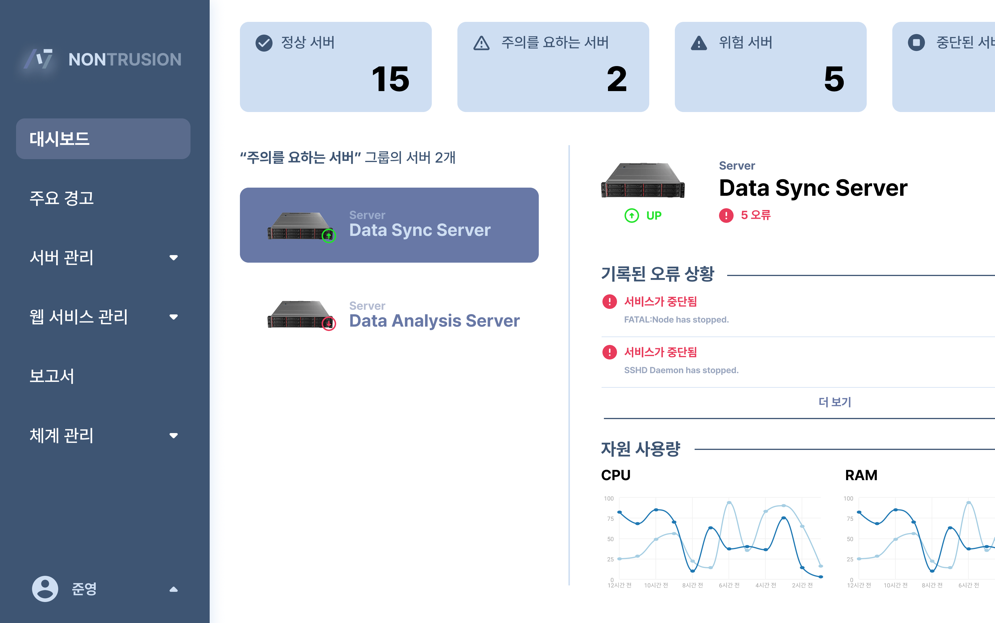 NONTRUSION
대시보드
주요 경고
서버 관리
웹 서비스 관리
보고서
체계 관리
준영
정상 서버
15
주의를 요하는 서버
2
위험 서버
5
중단된
“주의를 요하는 서버” 그룹의 서버 2개
Server
Data Sync Server
Server
Data Analysis Server
Server
Data Sync Server
UP
5 오류
기록된 오류 상황
서비스가 중단됨
FATAL:Node has stopped.
서비스가 중단됨
SSHD Daemon has stopped.
더 보기
자원 사용량
CPU
100
75
50
25
0
12시간 전 10시간 전 8시간 전 6시간 전 4시간 전 2시간 전
RAM
100
75
50
25
0
12시간 전 10시간 전 8시간 전 6시간 전